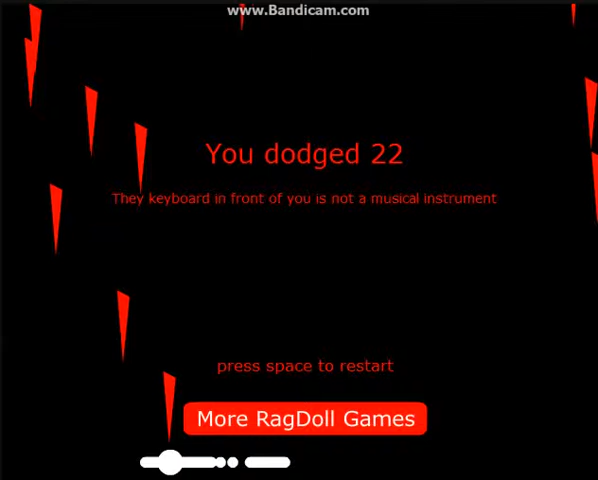 www.Bandicam.com
You dodged 22
They keyboard in front of you is not a musical instrument
press space to restart
More RagDoll Games